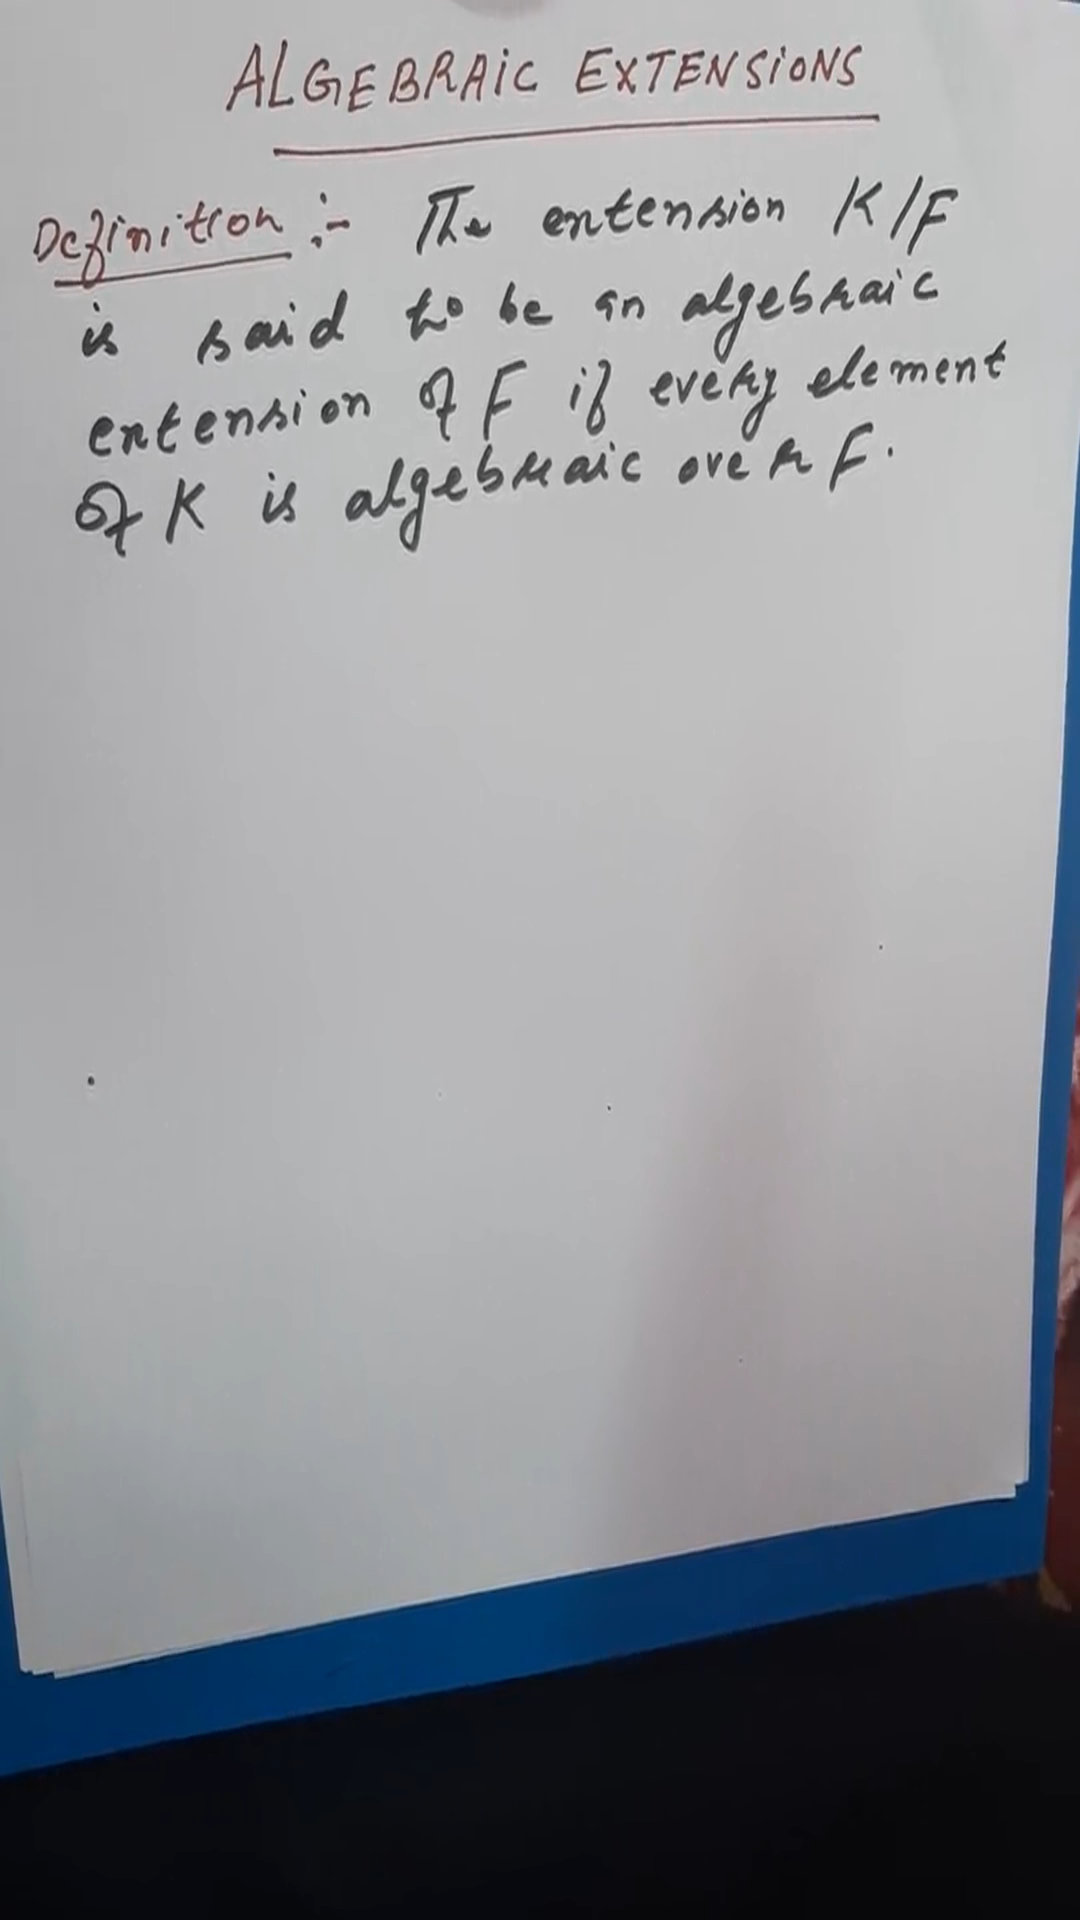 ALGEBRAiC EXTENSiONS
Definition :- The extension K/F
is said to be an algebraic
extension of F if every element
of K is algebraic over F.